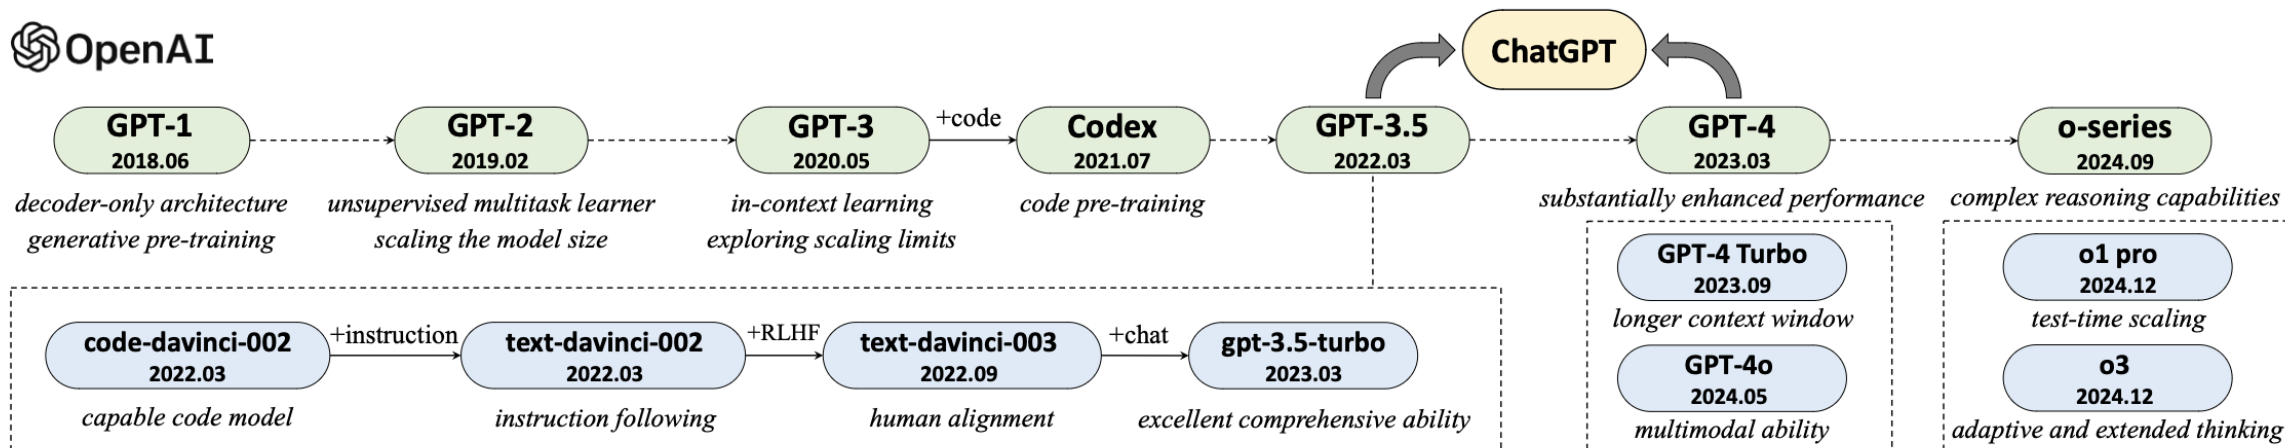 OpenAI
ChatGPT
GPT-1
2018.06
decoder-only architecture
generative pre-training
GPT-2
2019.02
unsupervised multitask learner
scaling the model size
GPT-3
2020.05
in-context learning
exploring scaling limits
+code
Codex
2021.07
code pre-training
GPT-3.5
2022.03
GPT-4
2023.03
substantially enhanced performance
o-series
2024.09
complex reasoning capabilities
code-davinci-002
2022.03
capable code model
+instruction
text-davinci-002
2022.03
instruction following
+RLHF
text-davinci-003
2022.09
human alignment
+chat
gpt-3.5-turbo
2023.03
excellent comprehensive ability
GPT-4 Turbo
2023.09
longer context window
GPT-4o
2024.05
multimodal ability
o1 pro
2024.12
test-time scaling
o3
2024.12
adaptive and extended thinking